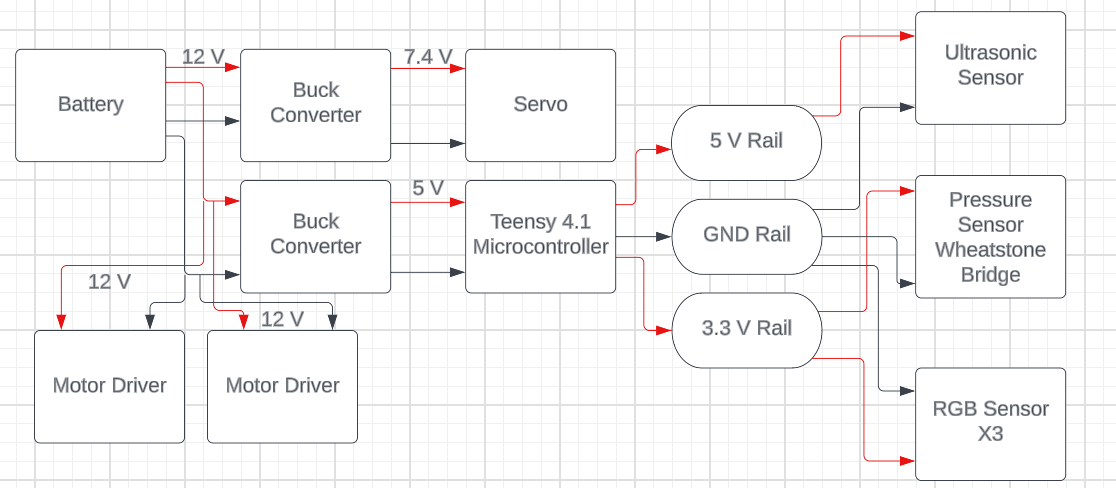 Battery
12 V
Buck
Converter
7.4 V
Servo
Buck
Converter
5 V
Teensy 4.1
Microcontroller
5 V Rail
GND Rail
3.3 V Rail
Ultrasonic
Sensor
Pressure
Sensor
Wheatstone
Bridge
RGB Sensor
X3
12 V
12 V
Motor Driver
Motor Driver